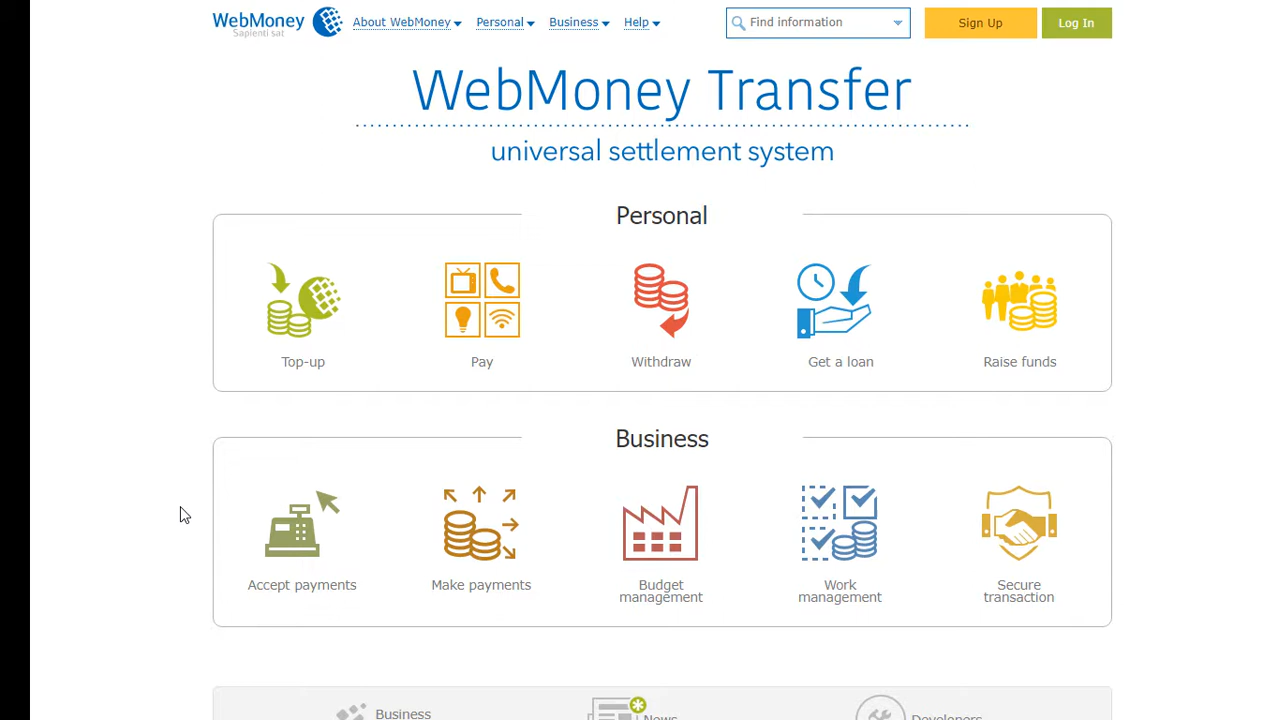 WebMoney
Sapienti sat
About WebMoney
Personal
Business
Help
Find information
Sign Up
Log In
WebMoney Transfer
universal settlement system
Personal
Top-up
Pay
Withdraw
Get a loan
Raise funds
Business
Accept payments
Make payments
Budget
management
Work
management
Secure
transaction
Business
News
Developers